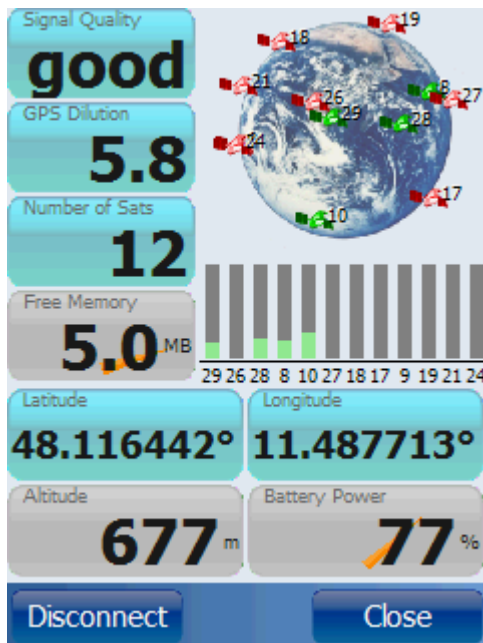 Signal Quality
good
GPS Dilution
5.8
Number of Sats
12
Free Memory
5.0 MB
19
18
21
8
27
26
29
28
24
17
10
29 26 28 8 10 27 18 17 9 19 21 24
Latitude
48.116442°
Longitude
11.487713°
Altitude
677 m
Battery Power
77 %
Disconnect
Close